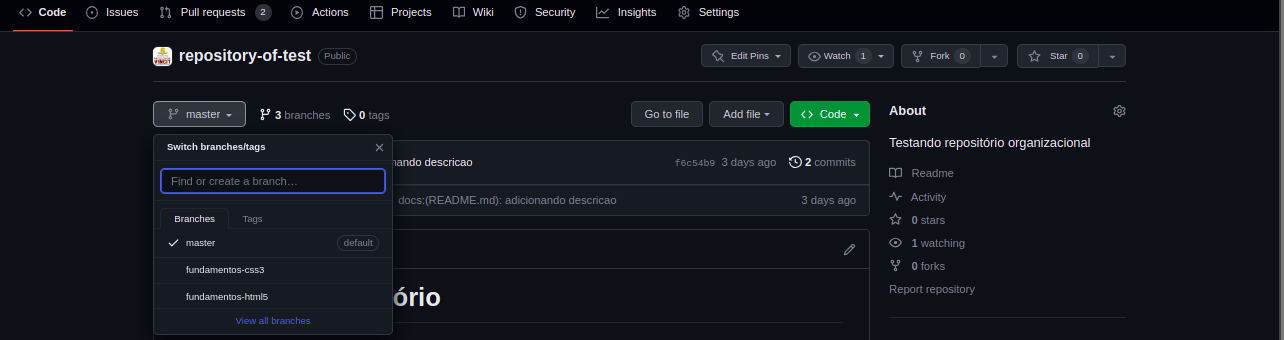 Code Issues Pull requests 2 Actions Projects Wiki Security Insights Settings
repository-of-test Public Edit Pins Watch 1 Fork 0 Star 0
master 3 branches 0 tags Go to file Add file Code
Switch branches/tags
Find or create a branch...
Branches Tags
master default
fundamentos-css3
fundamentos-html5
View all branches
nando descricao f6c54b9 3 days ago 2 commits
docs:(README.md): adicionando descricao 3 days ago
ório
About
Testando repositório organizacional
Readme
Activity
0 stars
1 watching
0 forks
Report repository